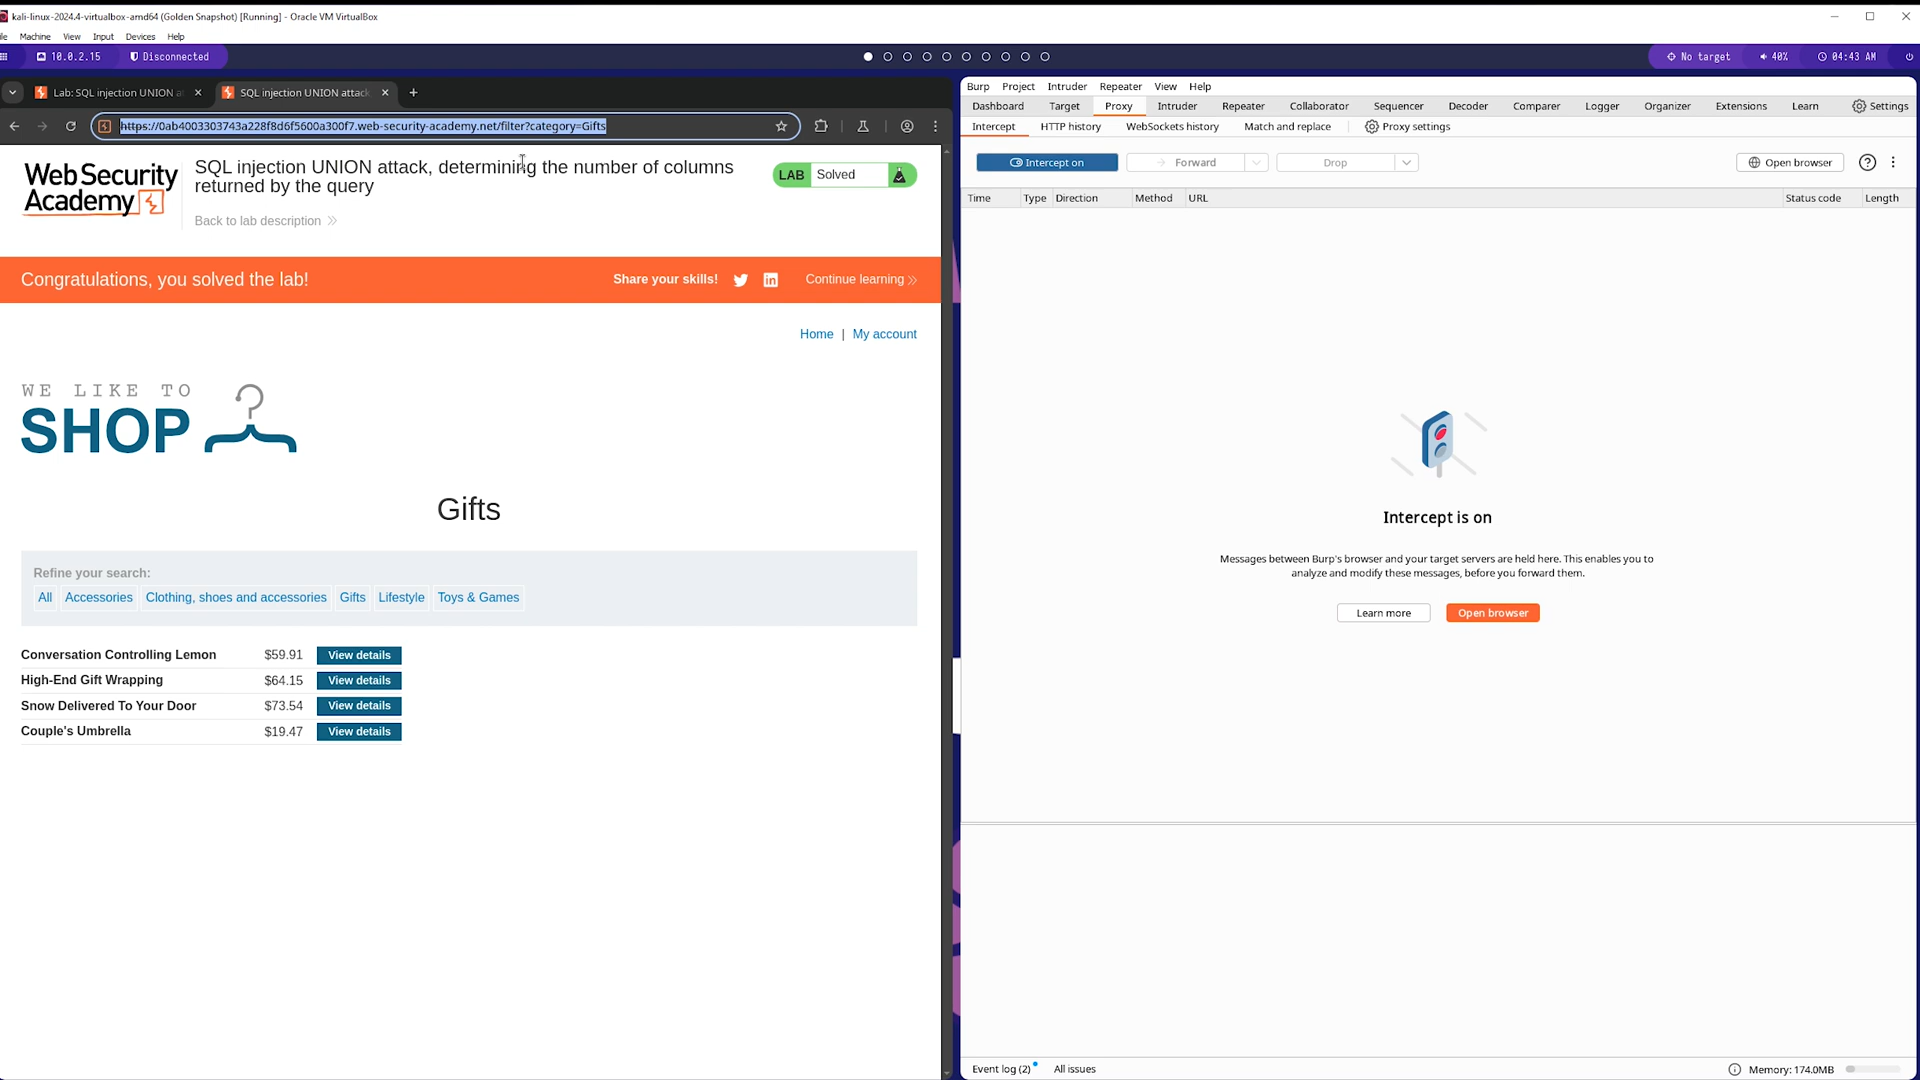 kali-linux-2024.4-virtualbox-amd64 (Golden Snapshot) [Running] - Oracle VM VirtualBox
Machine View Input Devices Help
10.0.2.15 Disconnected No target 40% 04:43 AM
Lab: SQL injection UNION at SQL injection UNION attack
https://0ab4003303743a228f8d6f5600a300f7.web-security-academy.net/filter?category=Gifts
WebSecurity Academy
SQL injection UNION attack, determining the number of columns
returned by the query
Back to lab description
LAB Solved
Congratulations, you solved the lab! Share your skills! Continue learning
Home | My account
WE LIKE TO
SHOP
Gifts
Refine your search:
All Accessories Clothing, shoes and accessories Gifts Lifestyle Toys & Games
Conversation Controlling Lemon $59.91 View details
High-End Gift Wrapping $64.15 View details
Snow Delivered To Your Door $73.54 View details
Couple's Umbrella $19.47 View details
Burp Project Intruder Repeater View Help
Dashboard Target Proxy Intruder Repeater Collaborator Sequencer Decoder Comparer Logger Organizer Extensions Learn Settings
Intercept HTTP history WebSockets history Match and replace Proxy settings
Intercept on Forward Drop Open browser
Time Type Direction Method URL Status code Length
Intercept is on
Messages between Burp's browser and your target servers are held here. This enables you to
analyze and modify these messages, before you forward them.
Learn more Open browser
Event log (2) All issues Memory: 174.0MB